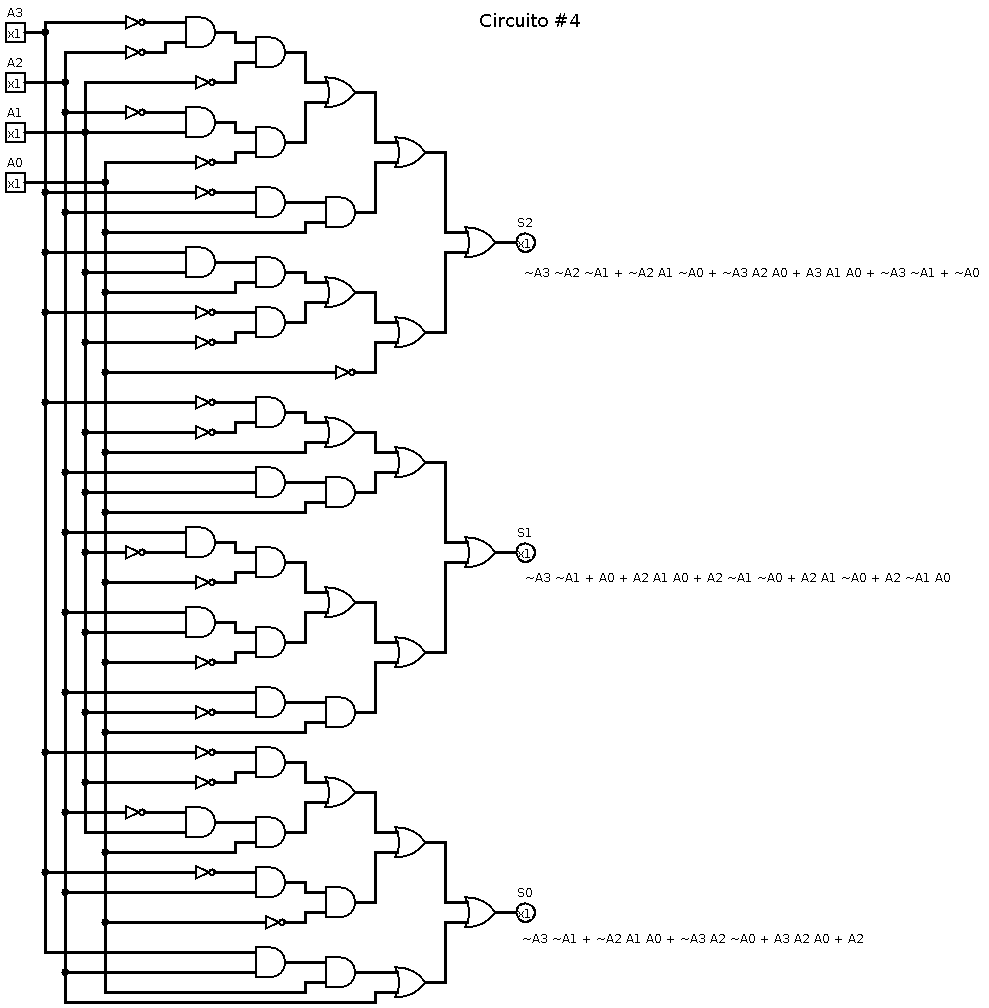 Circuito #4
A3
x1
A2
x1
A1
x1
A0
x1
S2
x1
~A3 ~A2 ~A1 + ~A2 A1 ~A0 + ~A3 A2 A0 + A3 A1 A0 + ~A3 ~A1 + ~A0
S1
x1
~A3 ~A1 + A0 + A2 A1 A0 + A2 ~A1 ~A0 + A2 A1 ~A0 + A2 ~A1 A0
S0
x1
~A3 ~A1 + ~A2 A1 A0 + ~A3 A2 ~A0 + A3 A2 A0 + A2